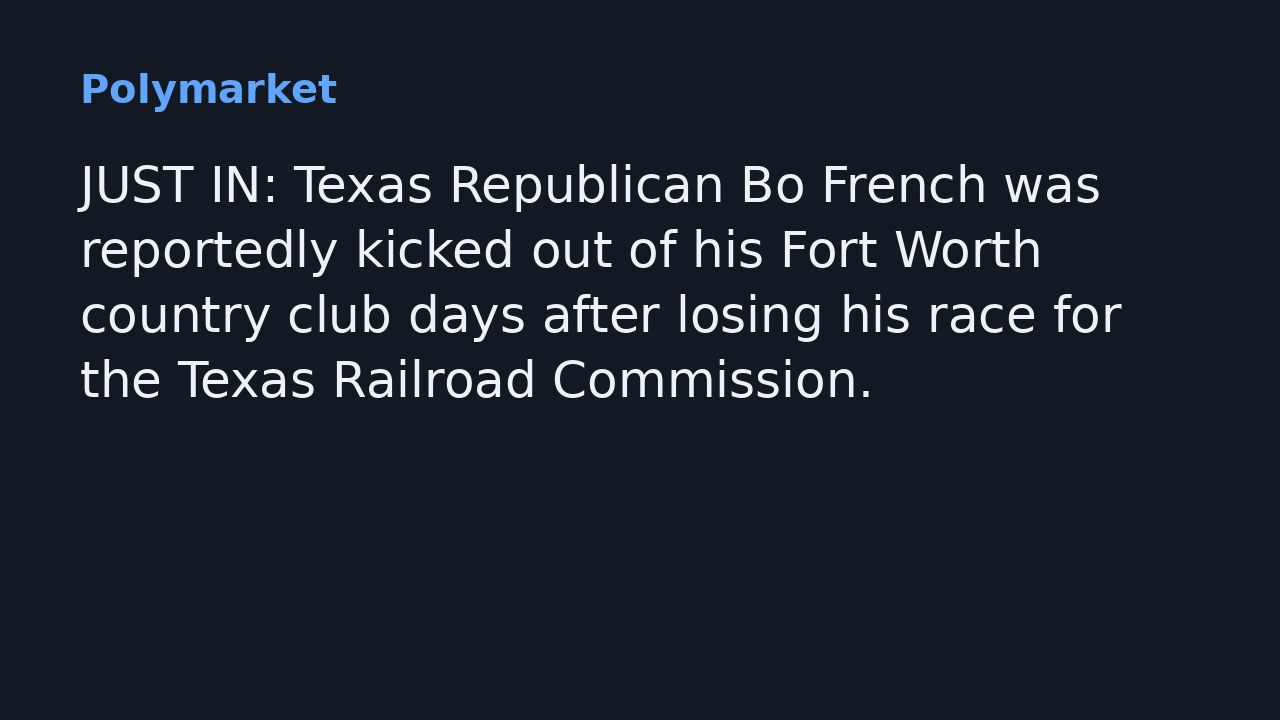 Polymarket
JUST IN: Texas Republican Bo French was
reportedly kicked out of his Fort Worth
country club days after losing his race for
the Texas Railroad Commission.